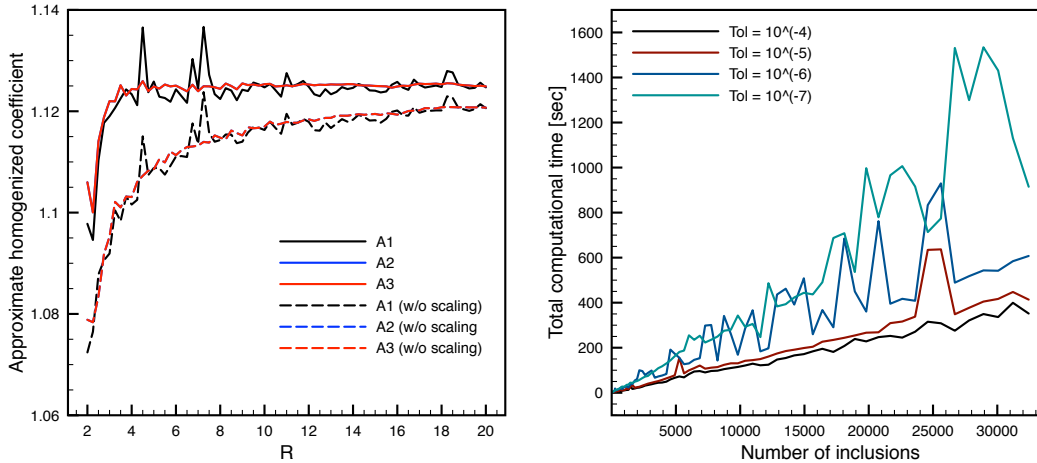 1.14
1.12
1.1
1.08
1.06
Approximate homogenized coefficient
A1
A2
A3
A1 (w/o scaling)
A2 (w/o scaling
A3 (w/o scaling)
2 4 6 8 10 12 14 16 18 20
R
1600
1400
1200
1000
800
600
400
200
0
Total computational time [sec]
Tol = 10^(-4)
Tol = 10^(-5)
Tol = 10^(-6)
Tol = 10^(-7)
5000 10000 15000 20000 25000 30000
Number of inclusions